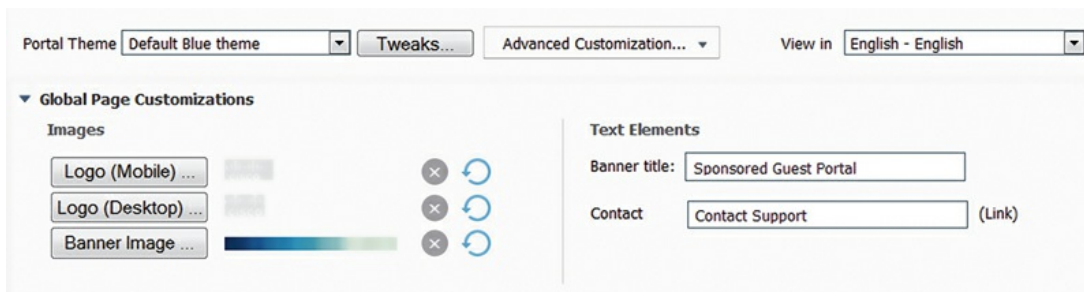 Portal Theme Default Blue theme Tweaks... Advanced Customization... View in English - English
Global Page Customizations
Images
Text Elements
Logo (Mobile) ...
Logo (Desktop) ...
Banner Image ...
Banner title: Sponsored Guest Portal
Contact Contact Support (Link)